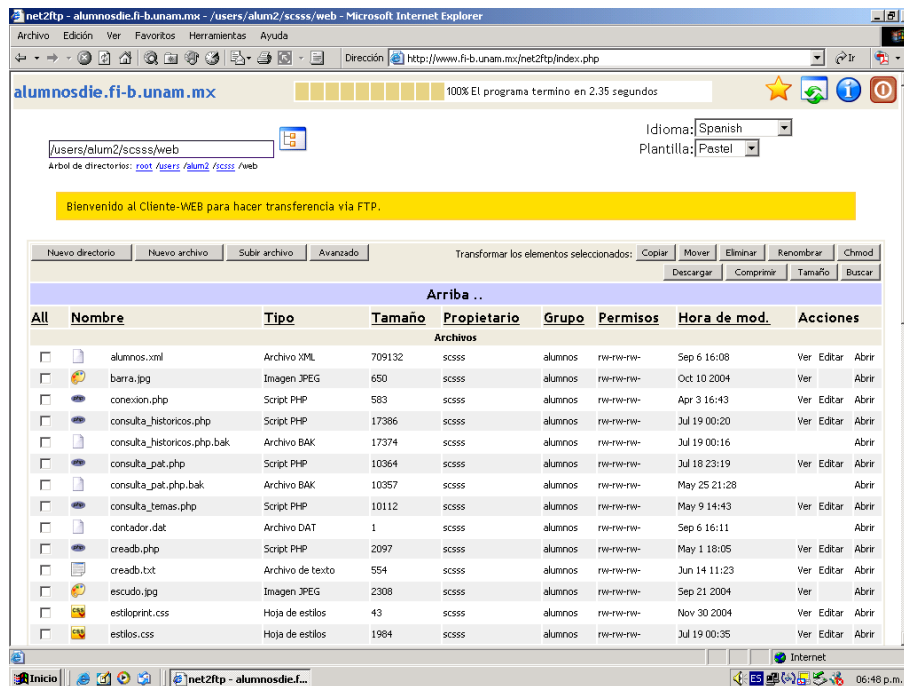 net2ftp - alumnosdie.fi-b.unam.mx - /users/alum2/scsss/web - Microsoft Internet Explorer
Archivo Edición Ver Favoritos Herramientas Ayuda
Dirección http://www.fi-b.unam.mx/net2ftp/index.php Ir
alumnosdie.fi-b.unam.mx 100% El programa termino en 2.35 segundos
Idioma: Spanish
/users/alum2/scsss/web
Plantilla: Pastel
Arbol de directorios: root /users /alum2 /scsss /web
Bienvenido al Cliente-WEB para hacer transferencia via FTP.
Nuevo directorio Nuevo archivo Subir archivo Avanzado Transformar los elementos seleccionados: Copiar Mover Eliminar Renombrar Chmod
Descargar Comprimir Tamaño Buscar
Arriba ..
All Nombre Tipo Tamaño Propietario Grupo Permisos Hora de mod. Acciones
Archivos
alumnos.xml Archivo XML 709132 scsss alumnos rw-rw-rw- Sep 6 16:08 Ver Editar Abrir
barra.jpg Imagen JPEG 650 scsss alumnos rw-rw-rw- Oct 10 2004 Ver Abrir
conexion.php Script PHP 583 scsss alumnos rw-rw-rw- Apr 3 16:43 Ver Editar Abrir
consulta_historicos.php Script PHP 17386 scsss alumnos rw-rw-rw- Jul 19 00:20 Ver Editar Abrir
consulta_historicos.php.bak Archivo BAK 17374 scsss alumnos rw-rw-rw- Jul 19 00:16 Abrir
consulta_pat.php Script PHP 10364 scsss alumnos rw-rw-rw- Jul 18 23:19 Ver Editar Abrir
consulta_pat.php.bak Archivo BAK 10357 scsss alumnos rw-rw-rw- May 25 21:28 Abrir
consulta_temas.php Script PHP 10112 scsss alumnos rw-rw-rw- May 9 14:43 Ver Editar Abrir
contador.dat Archivo DAT 1 scsss alumnos rw-rw-rw- Sep 6 16:11 Abrir
creadb.php Script PHP 2097 scsss alumnos rw-rw-rw- May 1 18:05 Ver Editar Abrir
creadb.txt Archivo de texto 554 scsss alumnos rw-rw-rw- Jun 14 11:23 Ver Editar Abrir
escudo.jpg Imagen JPEG 2308 scsss alumnos rw-rw-rw- Sep 21 2004 Ver Abrir
estiloprint.css Hoja de estilos 43 scsss alumnos rw-rw-rw- Nov 30 2004 Ver Editar Abrir
estilos.css Hoja de estilos 1984 scsss alumnos rw-rw-rw- Jul 19 00:35 Ver Editar Abrir
Internet
Inicio net2ftp - alumnosdie.f... ES 06:48 p.m.